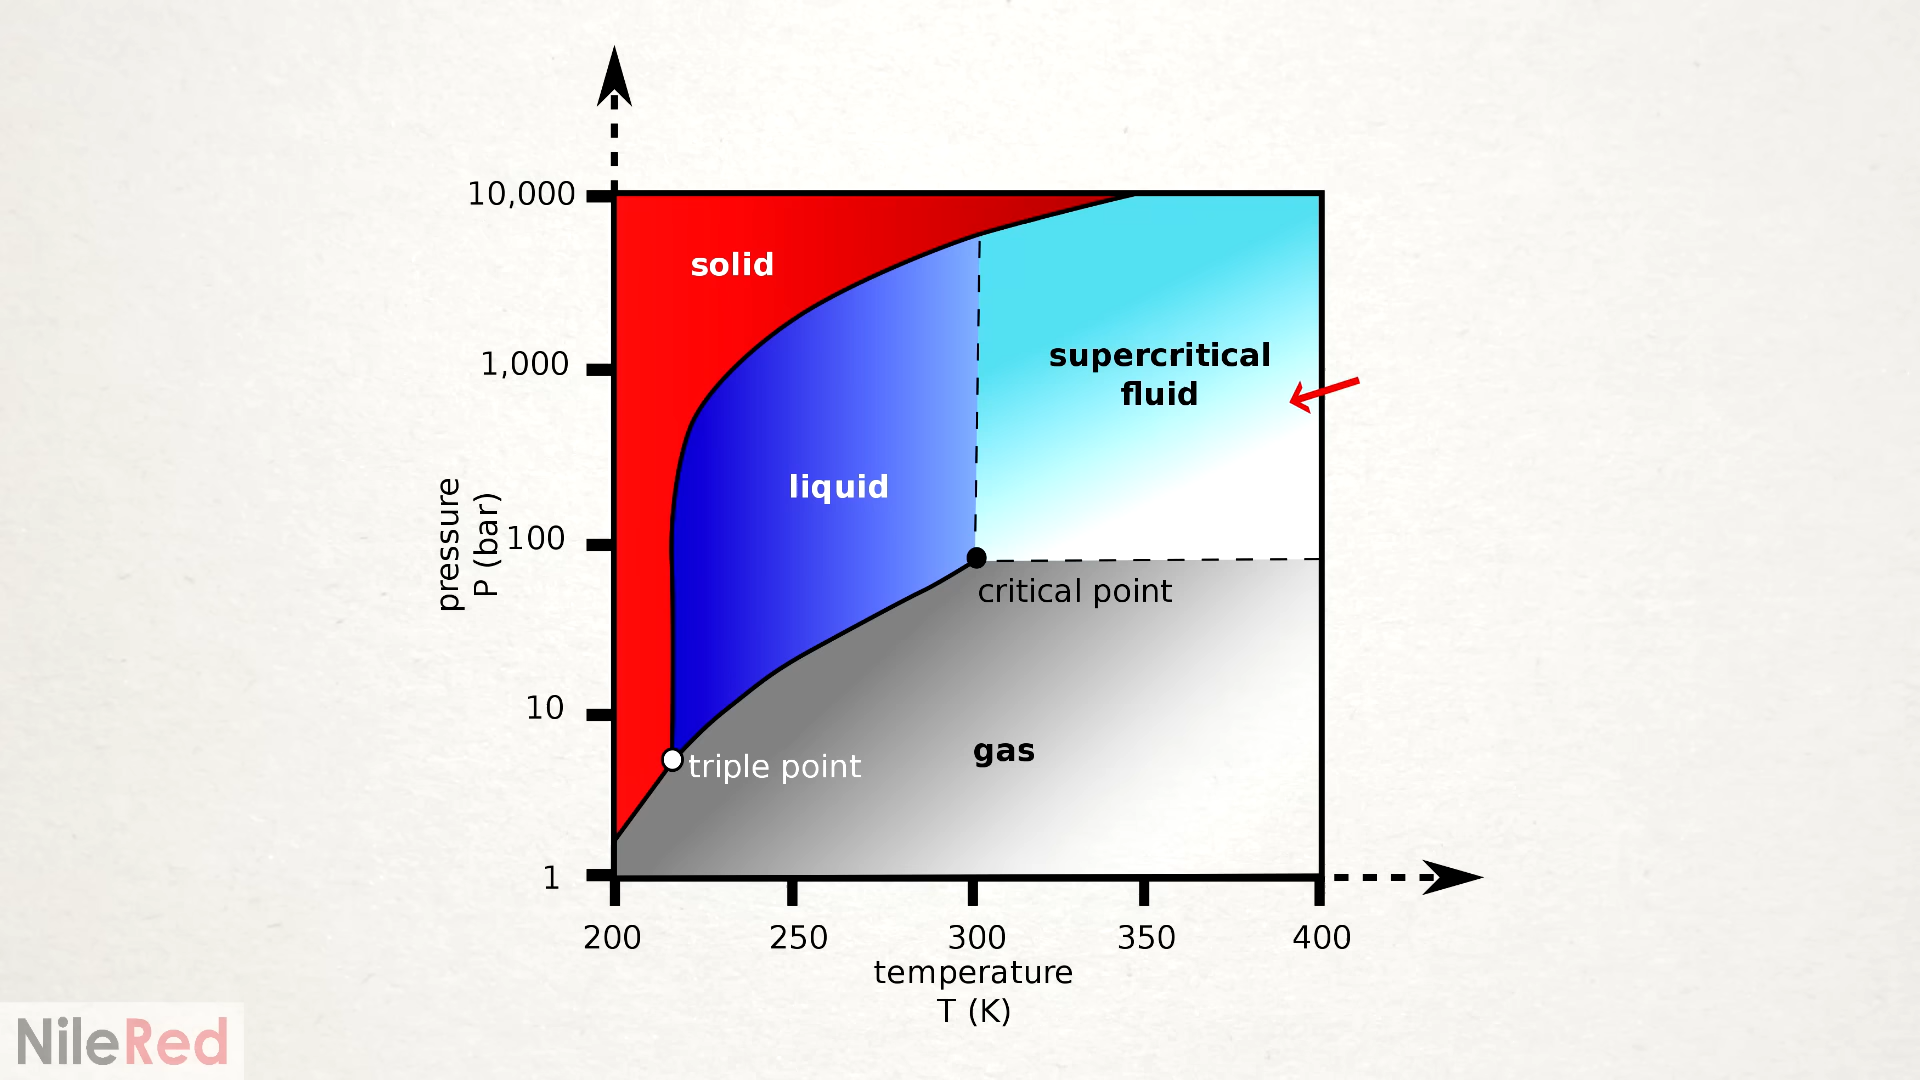 10,000
solid
1,000
supercritical
fluid
liquid
pressure
P (bar)
100
critical point
10
gas
triple point
1
200
250
300
350
400
temperature
T (K)
NileRed